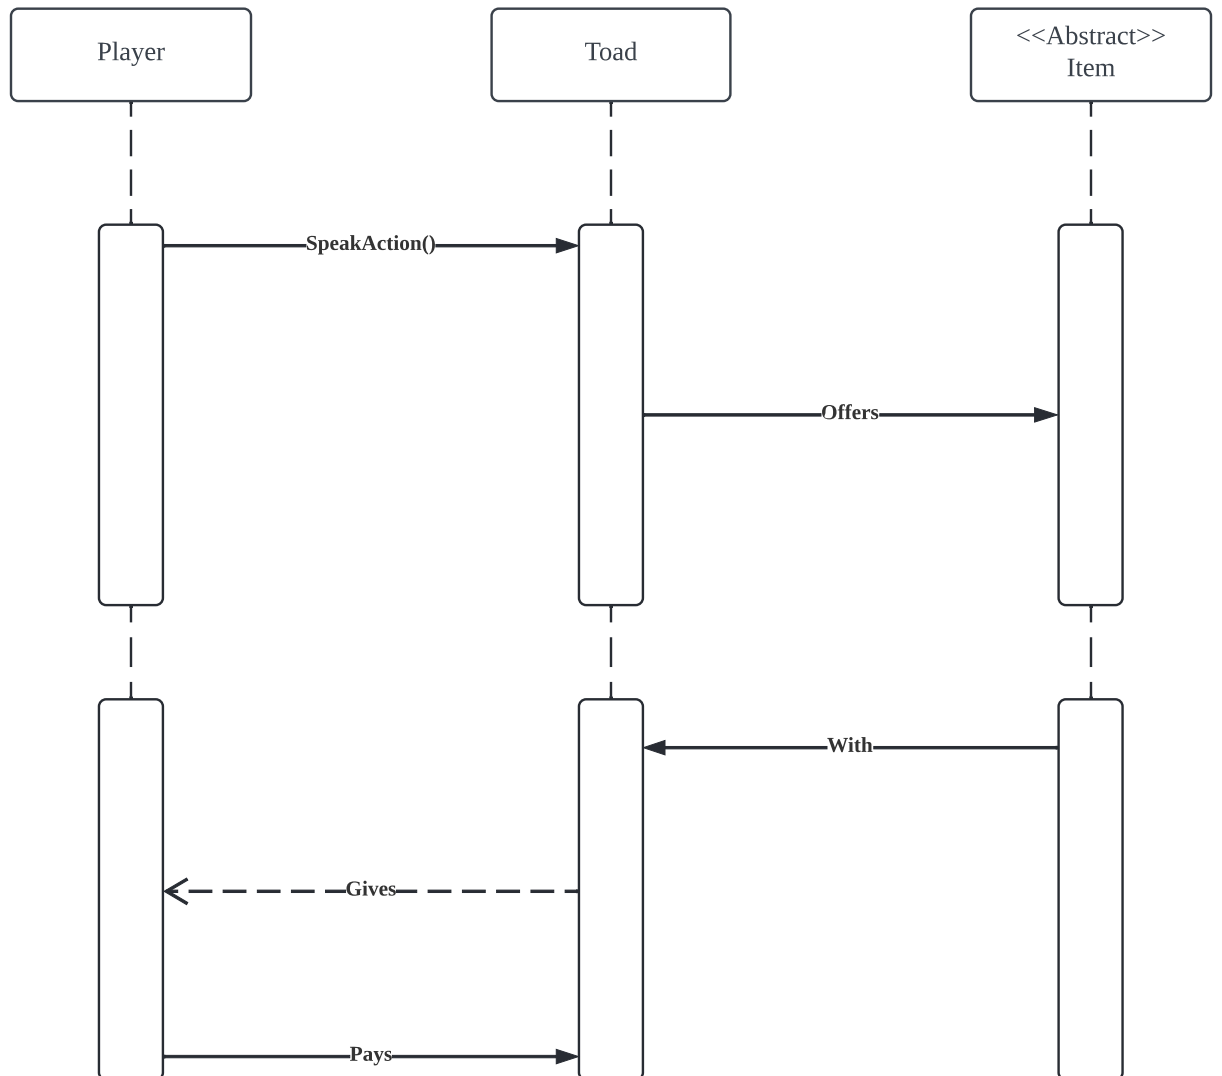 Player
Toad
<<Abstract>>
Item
SpeakAction()
Offers
With
Gives
Pays